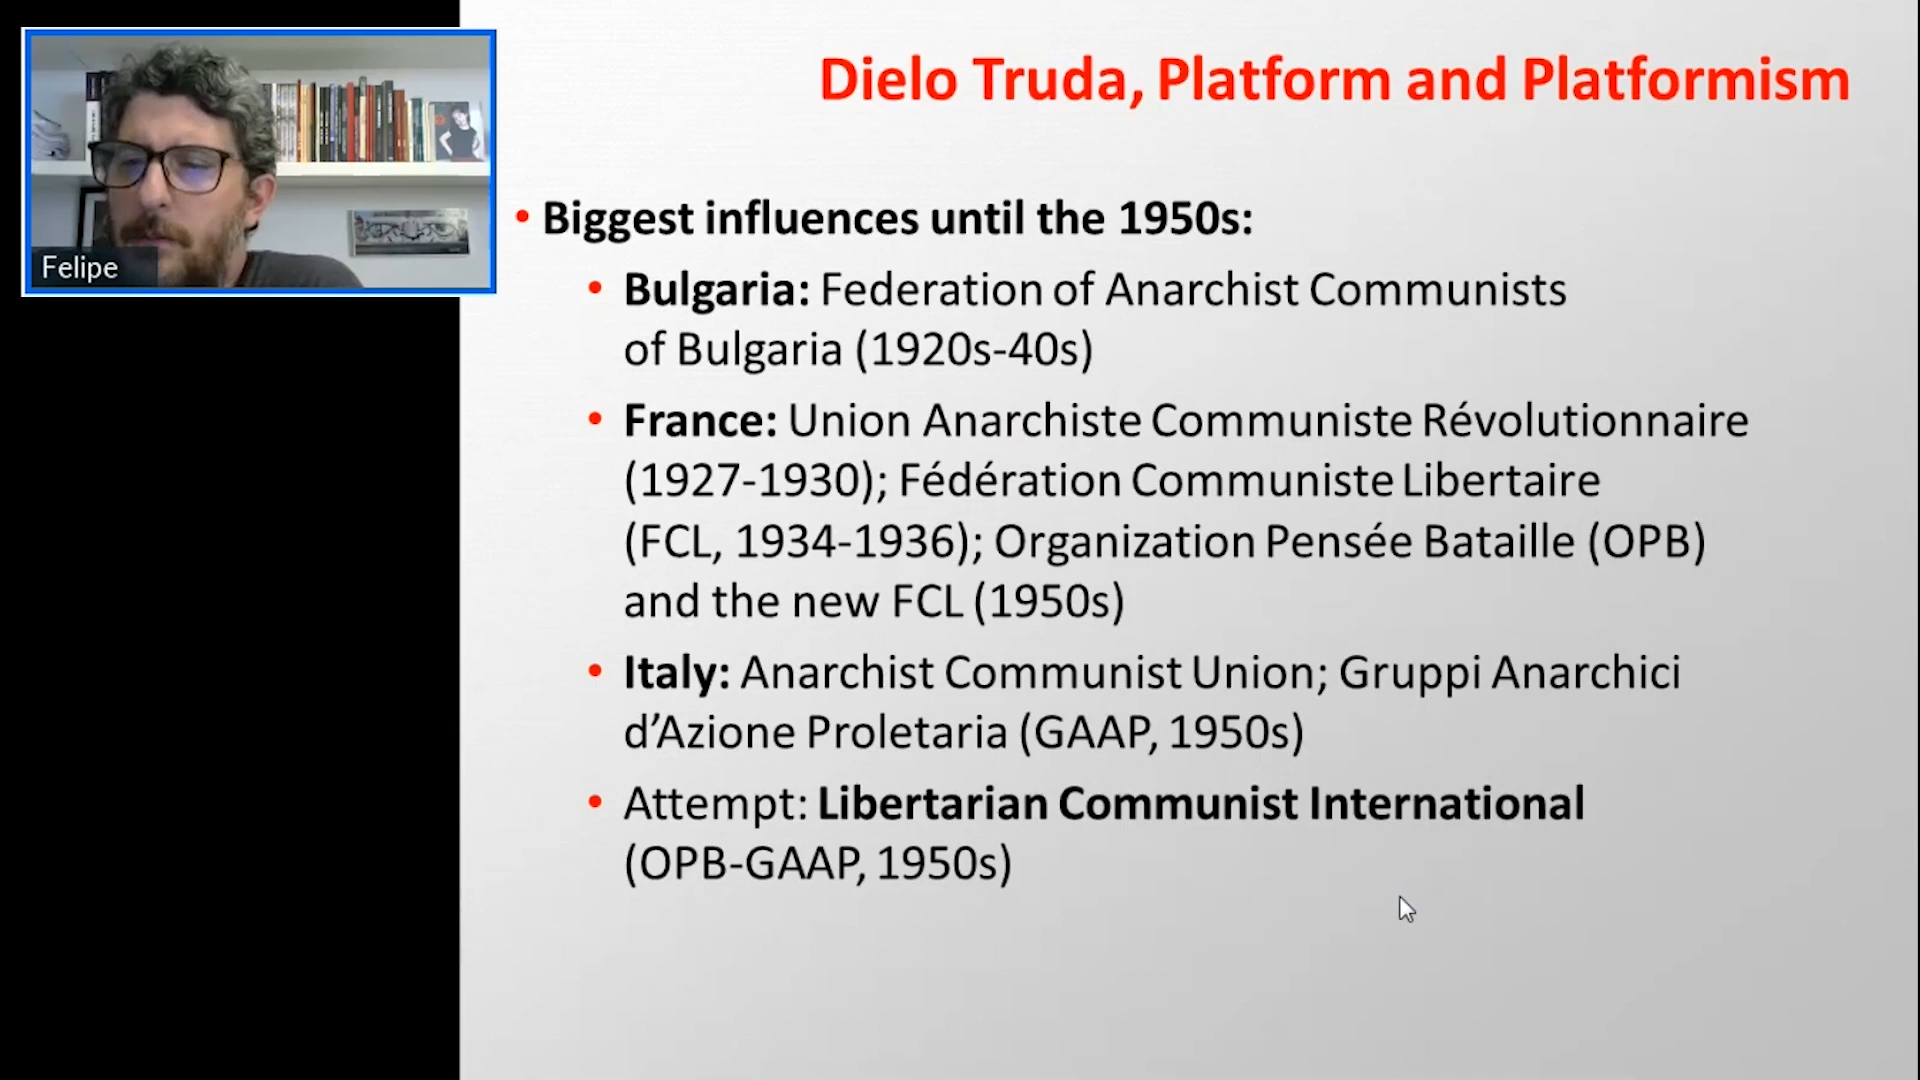 Felipe
Dielo Truda, Platform and Platformism
• Biggest influences until the 1950s:
• Bulgaria: Federation of Anarchist Communists
of Bulgaria (1920s-40s)
• France: Union Anarchiste Communiste Révolutionnaire
(1927-1930); Fédération Communiste Libertaire
(FCL, 1934-1936); Organization Pensée Bataille (OPB)
and the new FCL (1950s)
• Italy: Anarchist Communist Union; Gruppi Anarchici
d’Azione Proletaria (GAAP, 1950s)
• Attempt: Libertarian Communist International
(OPB-GAAP, 1950s)